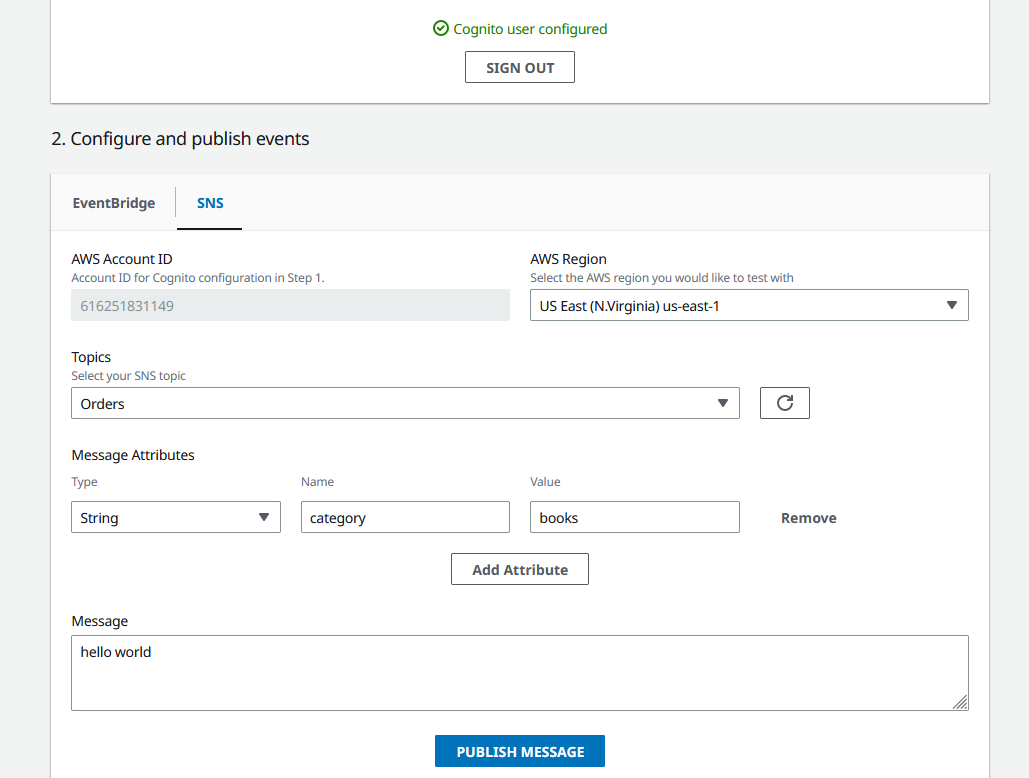 Cognito user configured
SIGN OUT
2. Configure and publish events
EventBridge SNS
AWS Account ID
Account ID for Cognito configuration in Step 1.
616251831149
AWS Region
Select the AWS region you would like to test with
US East (N.Virginia) us-east-1
Topics
Select your SNS topic
Orders
Message Attributes
Type Name Value
String category books Remove
Add Attribute
Message
hello world
PUBLISH MESSAGE